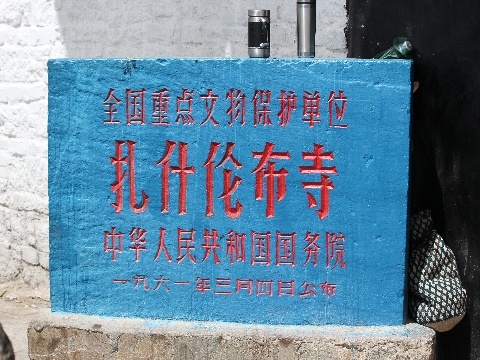 全国重点文物保护单位
扎什伦布寺
中华人民共和国国务院
一九六一年三月四日公布